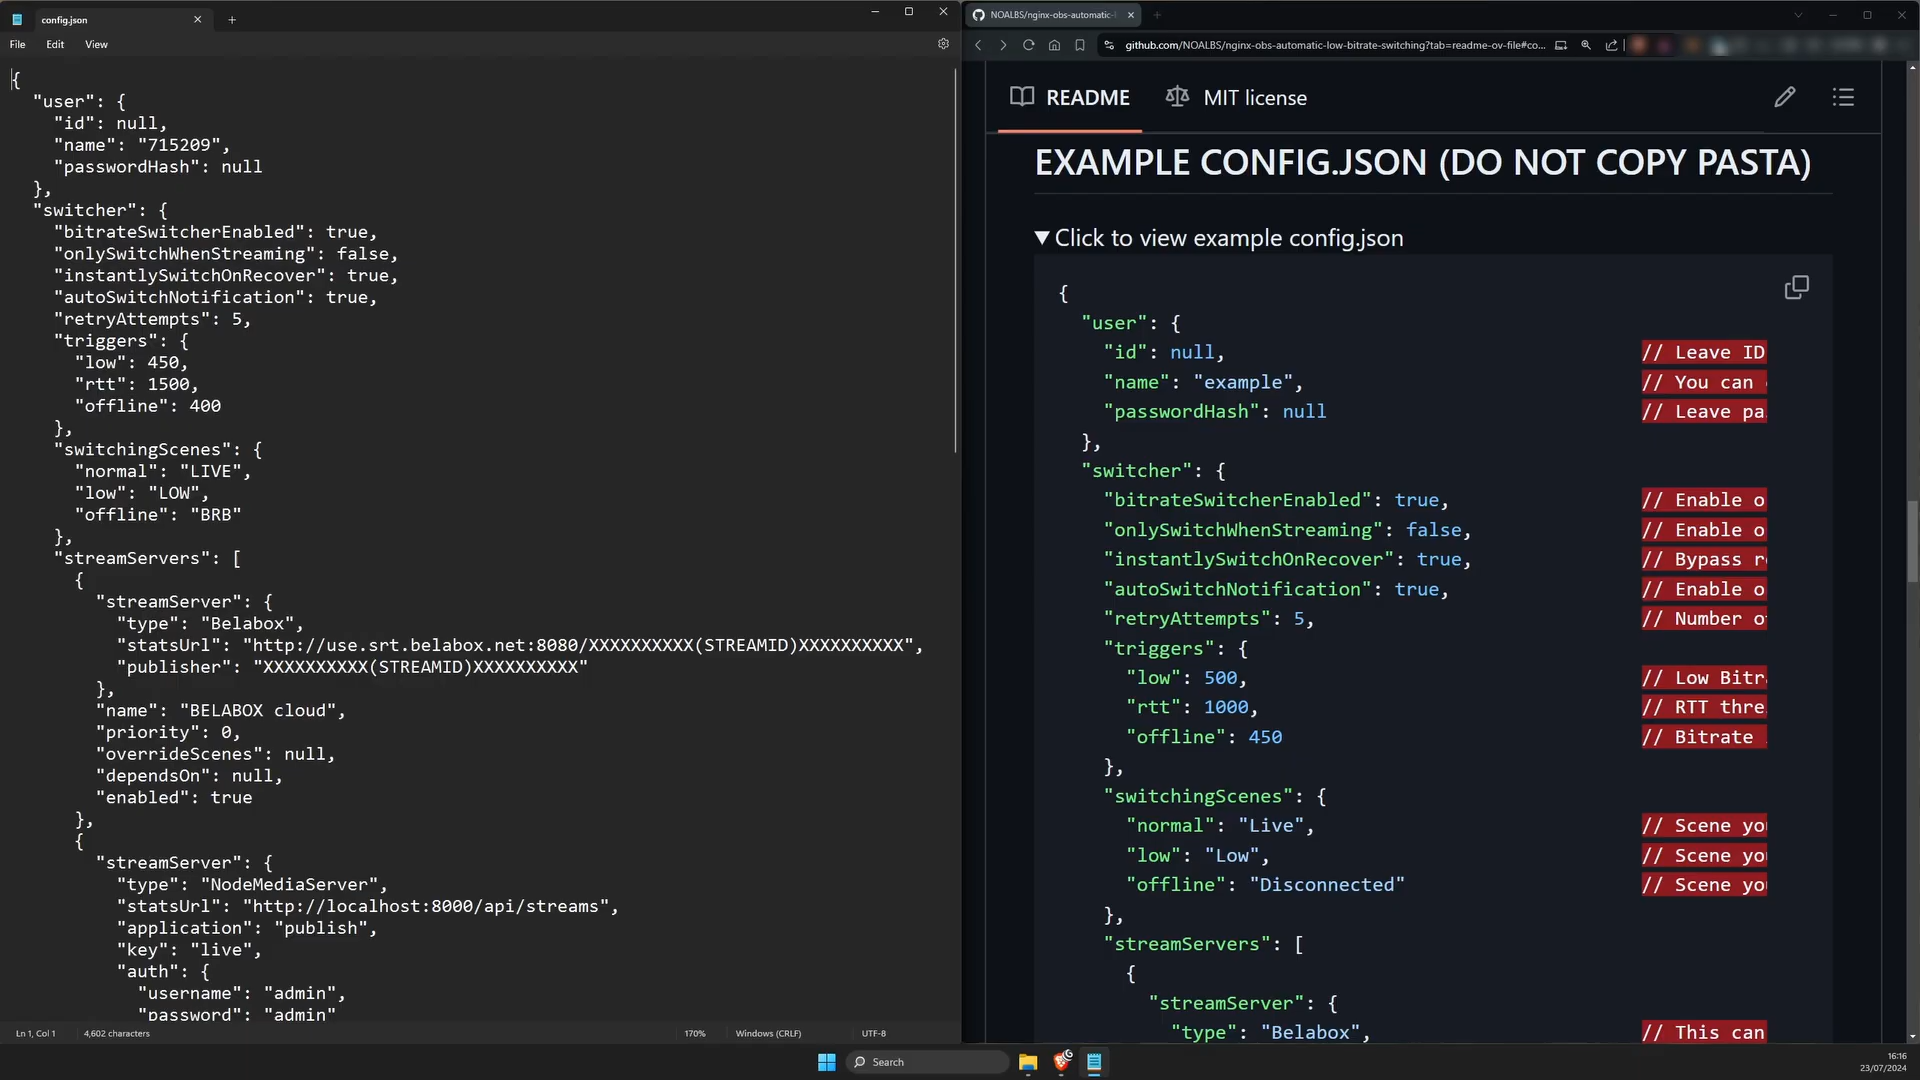 config.json
File Edit View
{
"user": {
"id": null,
"name": "715209",
"passwordHash": null
},
"switcher": {
"bitrateSwitcherEnabled": true,
"onlySwitchWhenStreaming": false,
"instantlySwitchOnRecover": true,
"autoSwitchNotification": true,
"retryAttempts": 5,
"triggers": {
"low": 450,
"rtt": 1500,
"offline": 400
},
"switchingScenes": {
"normal": "LIVE",
"low": "LOW",
"offline": "BRB"
},
"streamServers": [
{
"streamServer": {
"type": "Belabox",
"statsUrl": "http://use.srt.belabox.net:8080/XXXXXXXXXX(STREAMID)XXXXXXXXXX",
"publisher": "XXXXXXXXXX(STREAMID)XXXXXXXXXX"
},
"name": "BELABOX cloud",
"priority": 0,
"overrideScenes": null,
"dependsOn": null,
"enabled": true
},
{
"streamServer": {
"type": "NodeMediaServer",
"statsUrl": "http://localhost:8000/api/streams",
"application": "publish",
"key": "live",
"auth": {
"username": "admin",
"password": "admin"
Ln 1, Col 1 4,602 characters 170% Windows (CRLF) UTF-8
NOALBS/nginx-obs-automatic-
github.com/NOALBS/nginx-obs-automatic-low-bitrate-switching?tab=readme-ov-file#co...
README MIT license
EXAMPLE CONFIG.JSON (DO NOT COPY PASTA)
▼ Click to view example config.json
{
"user": {
"id": null, // Leave ID
"name": "example", // You can
"passwordHash": null // Leave pa
},
"switcher": {
"bitrateSwitcherEnabled": true, // Enable o
"onlySwitchWhenStreaming": false, // Enable o
"instantlySwitchOnRecover": true, // Bypass r
"autoSwitchNotification": true, // Enable o
"retryAttempts": 5, // Number o
"triggers": {
"low": 500, // Low Bitr
"rtt": 1000, // RTT thre
"offline": 450 // Bitrate
},
"switchingScenes": {
"normal": "Live", // Scene yo
"low": "Low", // Scene yo
"offline": "Disconnected" // Scene yo
},
"streamServers": [
{
"streamServer": {
"type": "Belabox", // This can
Search
16:16
23/07/2024